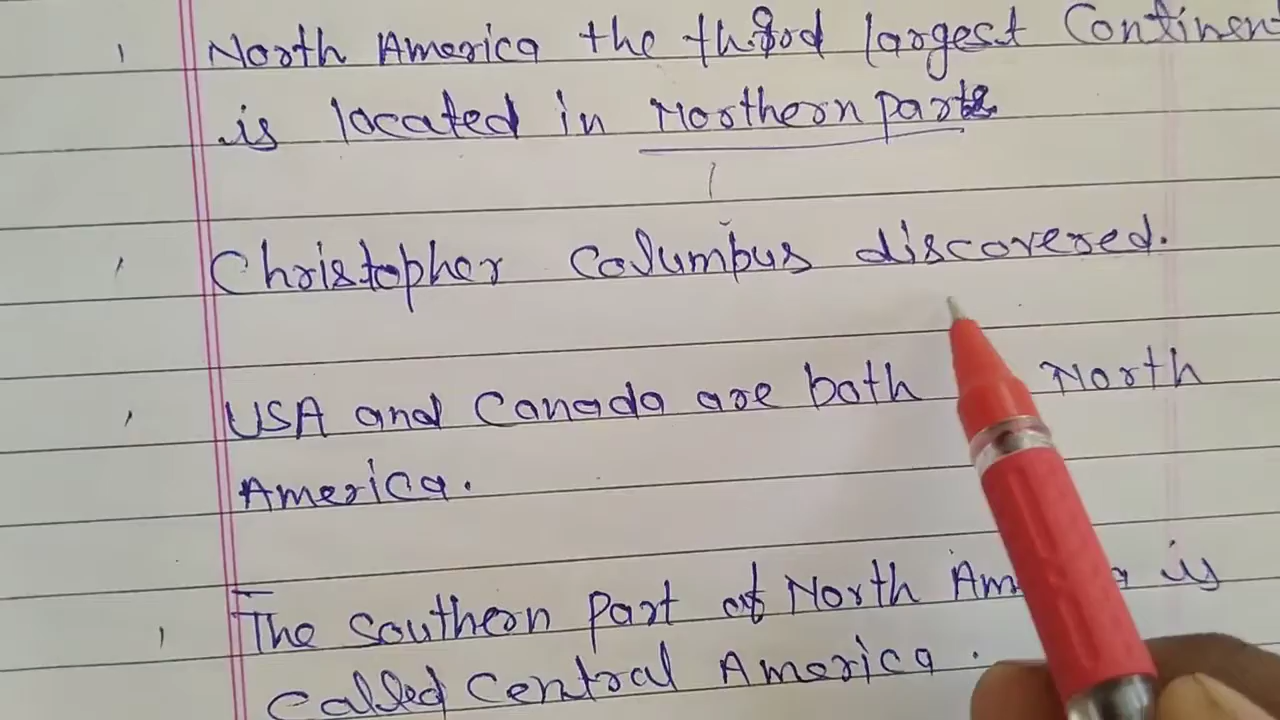 North America the third largest Continen
is located in Northern parts
Christopher Columbus discovered.
USA and Canada are both North
America.
The Southern part of North Am a is
called Central America.